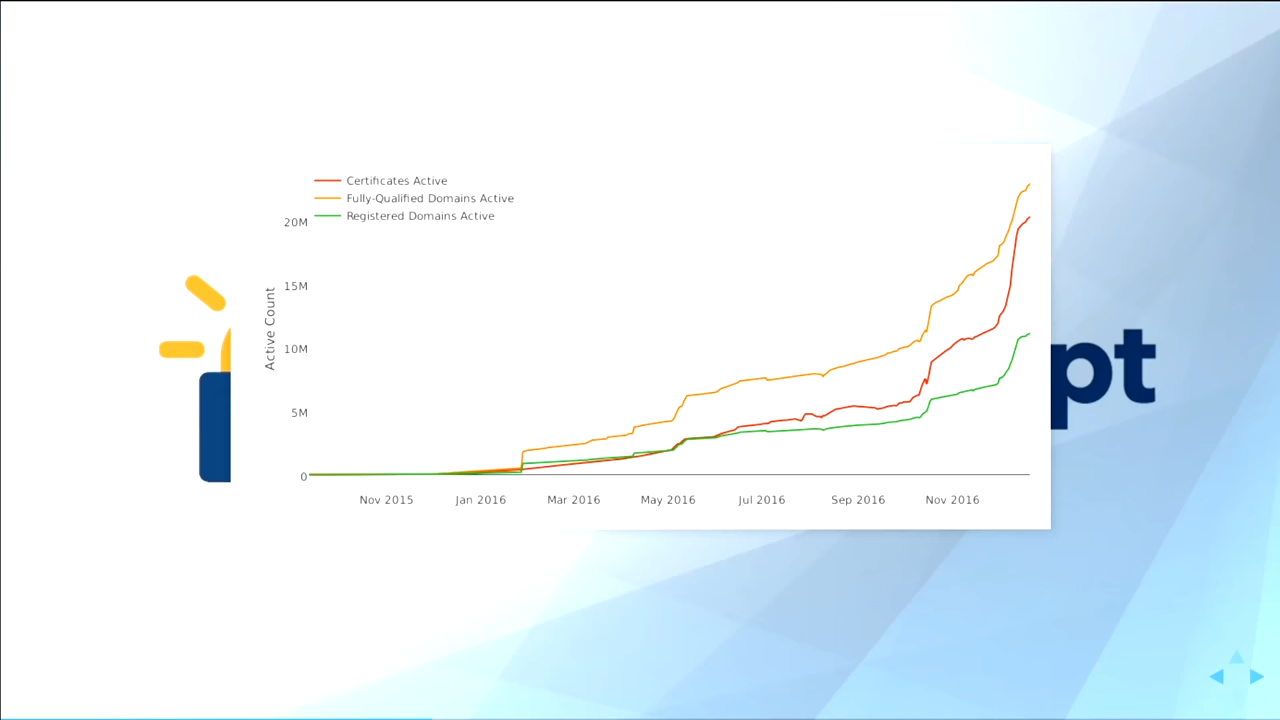 Certificates Active
Fully-Qualified Domains Active
Registered Domains Active
20M
15M
10M
5M
0
Active Count
Nov 2015 Jan 2016 Mar 2016 May 2016 Jul 2016 Sep 2016 Nov 2016
pt